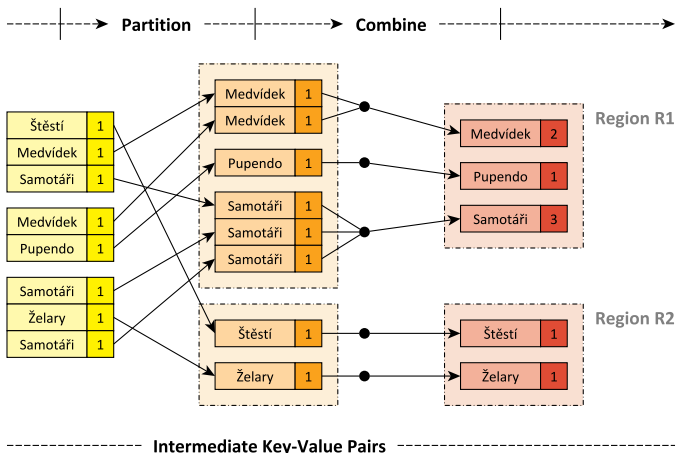 Partition Combine
Štěstí 1
Medvídek 1
Samotáři 1
Medvídek 1
Pupendo 1
Samotáři 1
Želary 1
Samotáři 1
Medvídek 1
Medvídek 1
Pupendo 1
Samotáři 1
Samotáři 1
Samotáři 1
Štěstí 1
Želary 1
Region R1
Medvídek 2
Pupendo 1
Samotáři 3
Region R2
Štěstí 1
Želary 1
Intermediate Key-Value Pairs